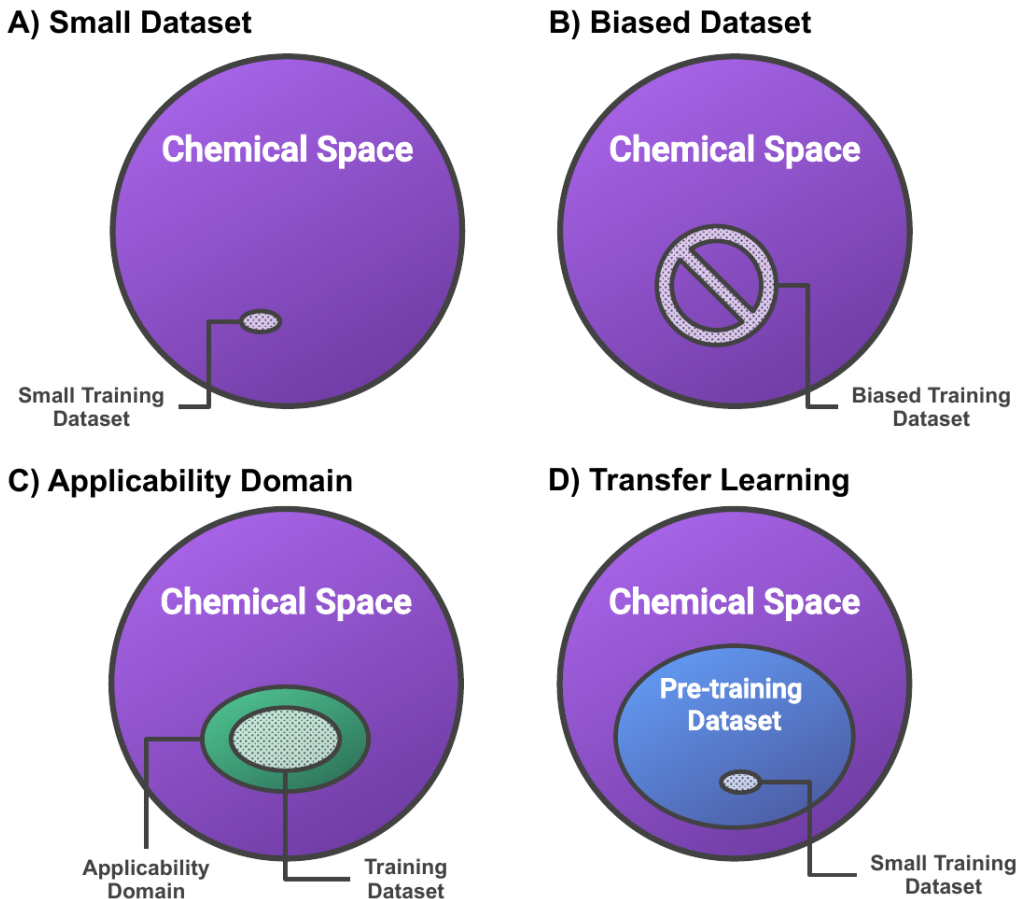 A) Small Dataset
Chemical Space
Small Training
Dataset
B) Biased Dataset
Chemical Space
Biased Training
Dataset
C) Applicability Domain
Chemical Space
Applicability
Domain
Training
Dataset
D) Transfer Learning
Chemical Space
Pre-training
Dataset
Small Training
Dataset